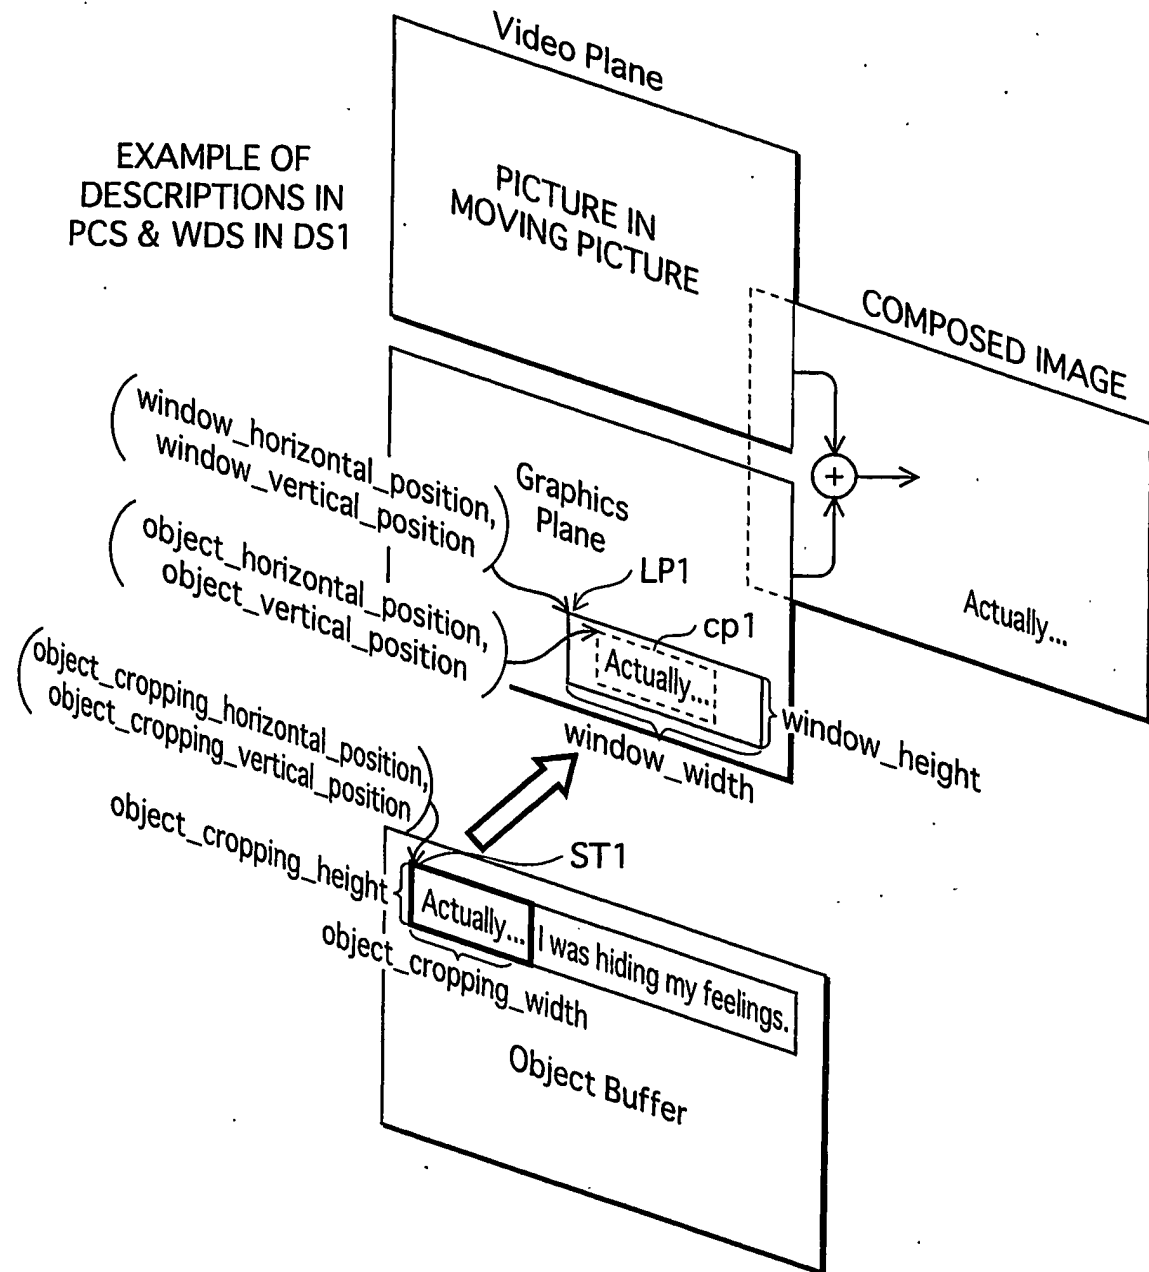 Video Plane
EXAMPLE OF
DESCRIPTIONS IN
PCS & WDS IN DS1
PICTURE IN
MOVING PICTURE
COMPOSED IMAGE
(window_horizontal_position,
window_vertical_position)
Graphics
Plane
(object_horizontal_position,
object_vertical_position)
LP1
cp1
Actually...
Actually...
window_height
window_width
(object_cropping_horizontal_position,
object_cropping_vertical_position)
object_cropping_height
ST1
Actually... I was hiding my feelings.
object_cropping_width
Object Buffer
+